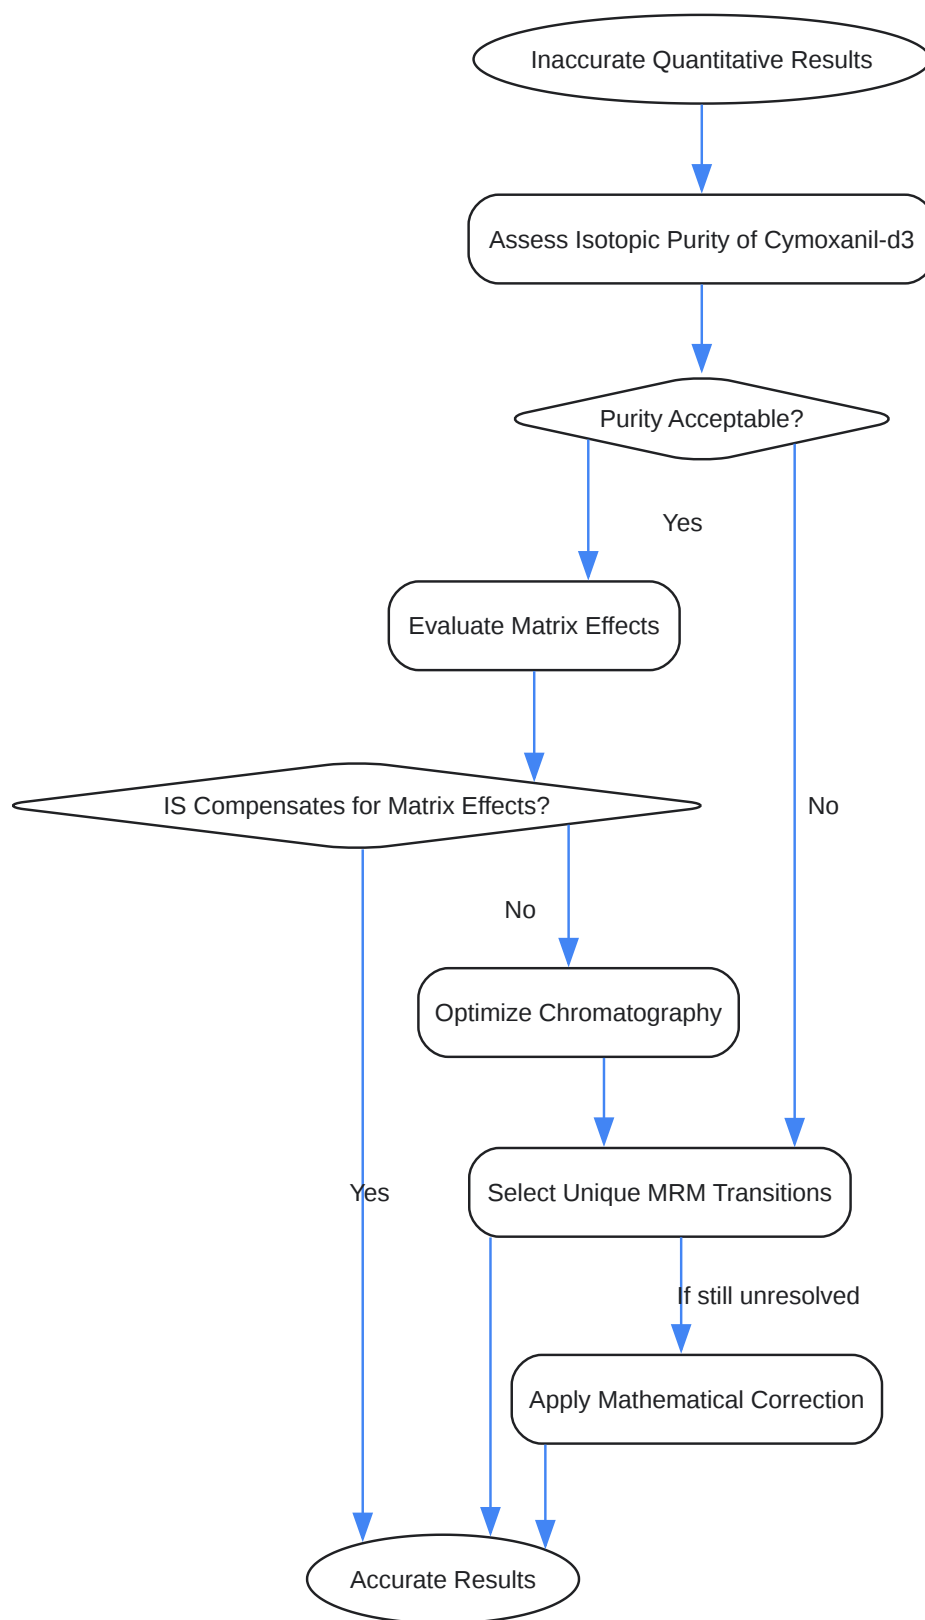 Inaccurate Quantitative Results
Assess Isotopic Purity of Cymoxanil-d3
Purity Acceptable?
Yes
Evaluate Matrix Effects
IS Compensates for Matrix Effects?
No
No
Optimize Chromatography
Yes
Select Unique MRM Transitions
If still unresolved
Apply Mathematical Correction
Accurate Results